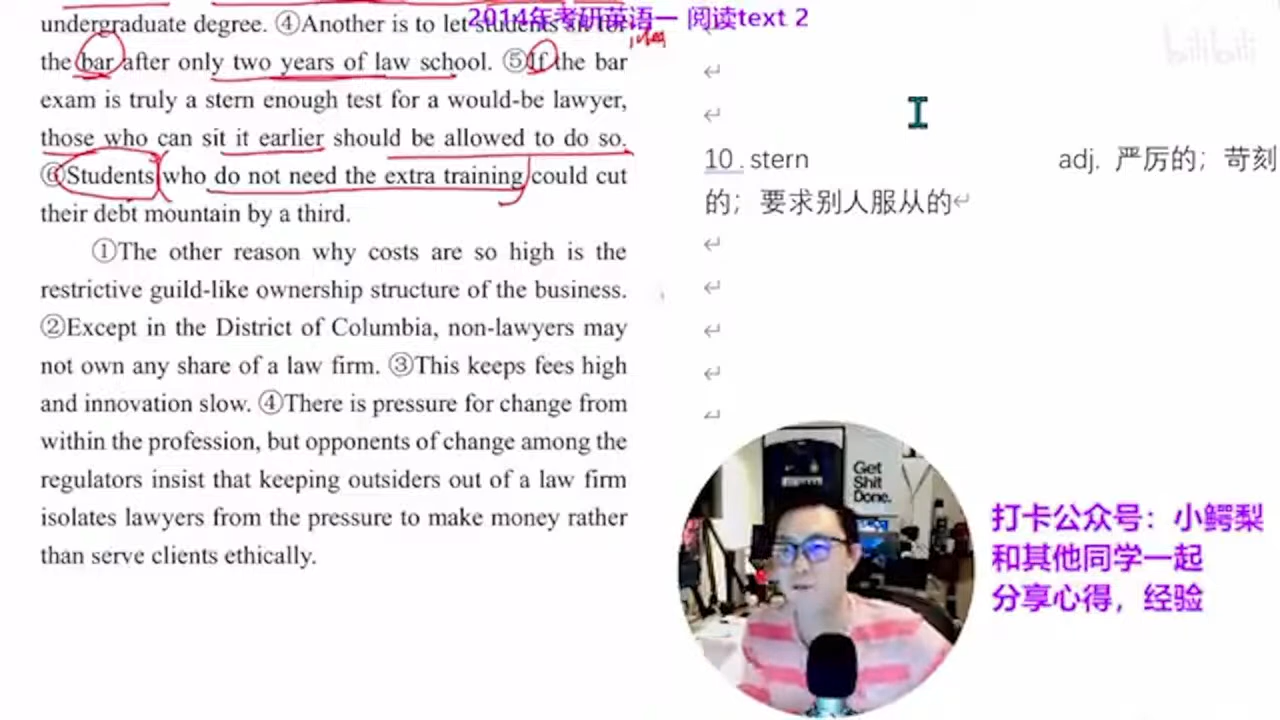 2014年考研英语一 阅读text 2
undergraduate degree. ④Another is to let students sit for
idea
the bar after only two years of law school. ⑤If the bar
exam is truly a stern enough test for a would-be lawyer,
those who can sit it earlier should be allowed to do so.
⑥Students who do not need the extra training could cut
their debt mountain by a third.
①The other reason why costs are so high is the
restrictive guild-like ownership structure of the business.
②Except in the District of Columbia, non-lawyers may
not own any share of a law firm. ③This keeps fees high
and innovation slow. ④There is pressure for change from
within the profession, but opponents of change among the
regulators insist that keeping outsiders out of a law firm
isolates lawyers from the pressure to make money rather
than serve clients ethically.
bilibili
10 . stern adj. 严厉的；苛刻
的；要求别人服从的
Get
Shit
Done.
打卡公众号：小鳄梨
和其他同学一起
分享心得，经验